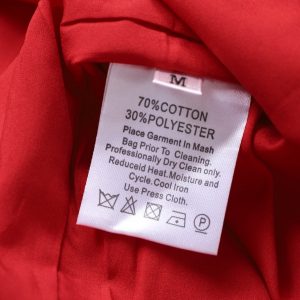 M
70%COTTON
30%POLYESTER
Place Garment In Mash
Bag Prior To Cleaning.
Professionally Dry Clean only.
Reduceid Heat.Moisture and
Cycle.Cool Iron
Use Press Cloth.